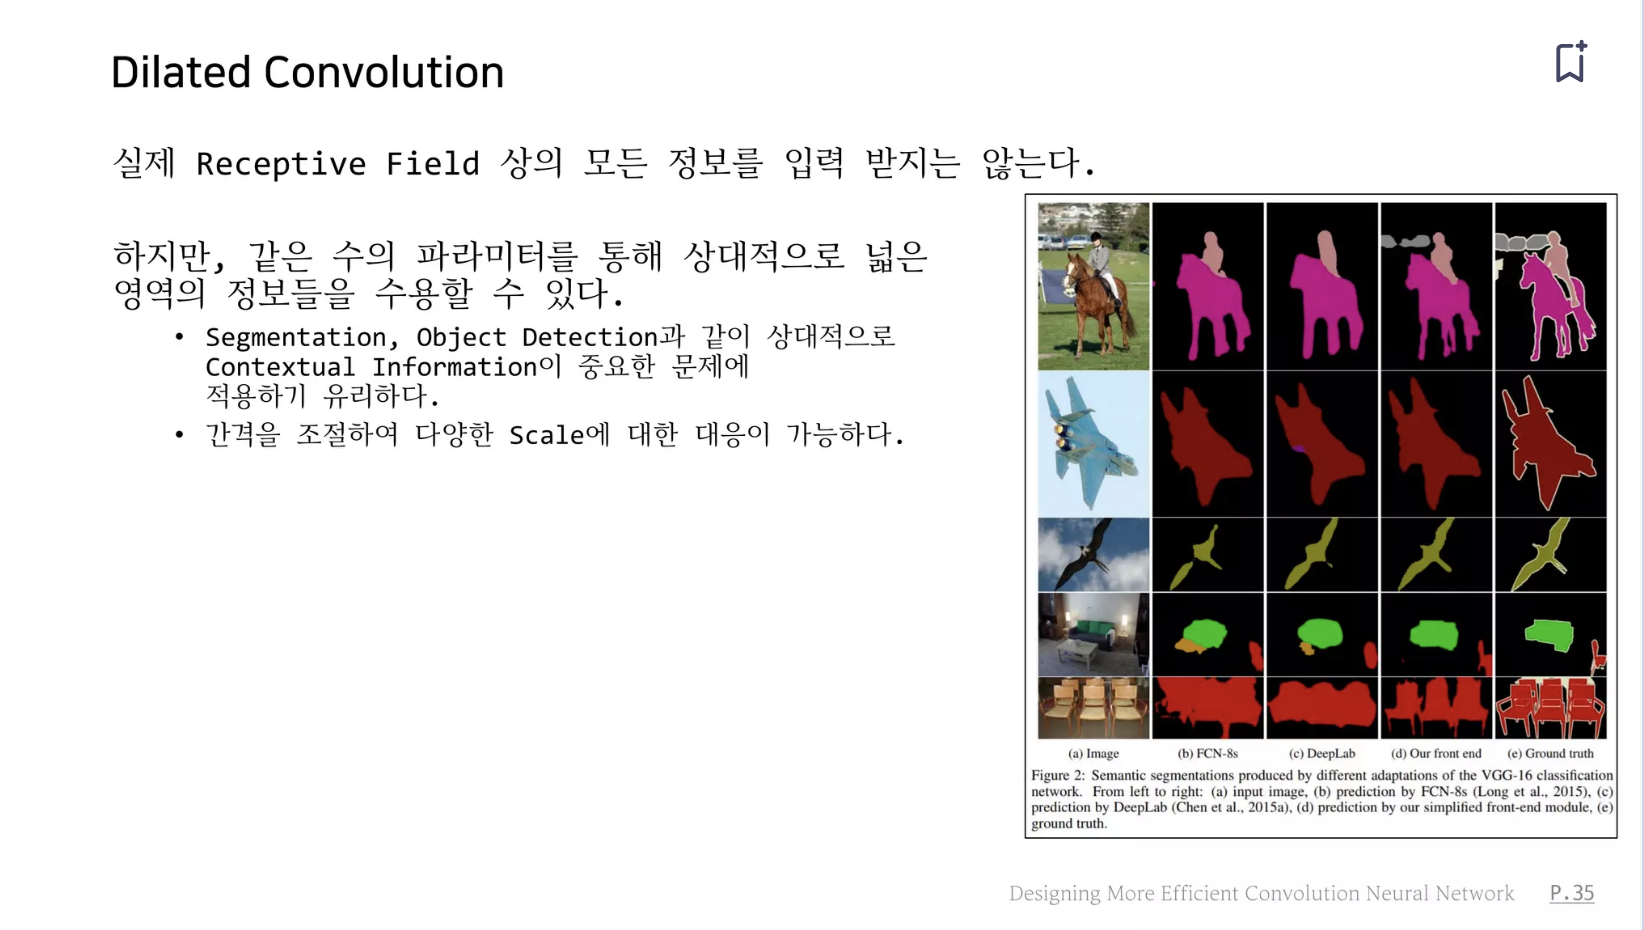 Dilated Convolution
실제 Receptive Field 상의 모든 정보를 입력 받지는 않는다.
하지만, 같은 수의 파라미터를 통해 상대적으로 넓은
영역의 정보들을 수용할 수 있다.
• Segmentation, Object Detection과 같이 상대적으로
Contextual Information이 중요한 문제에
적용하기 유리하다.
• 간격을 조절하여 다양한 Scale에 대한 대응이 가능하다.
(a) Image (b) FCN-8s (c) DeepLab (d) Our front end (e) Ground truth
Figure 2: Semantic segmentations produced by different adaptations of the VGG-16 classification
network. From left to right: (a) input image, (b) prediction by FCN-8s (Long et al., 2015), (c)
prediction by DeepLab (Chen et al., 2015a), (d) prediction by our simplified front-end module, (e)
ground truth.
Designing More Efficient Convolution Neural Network P.35